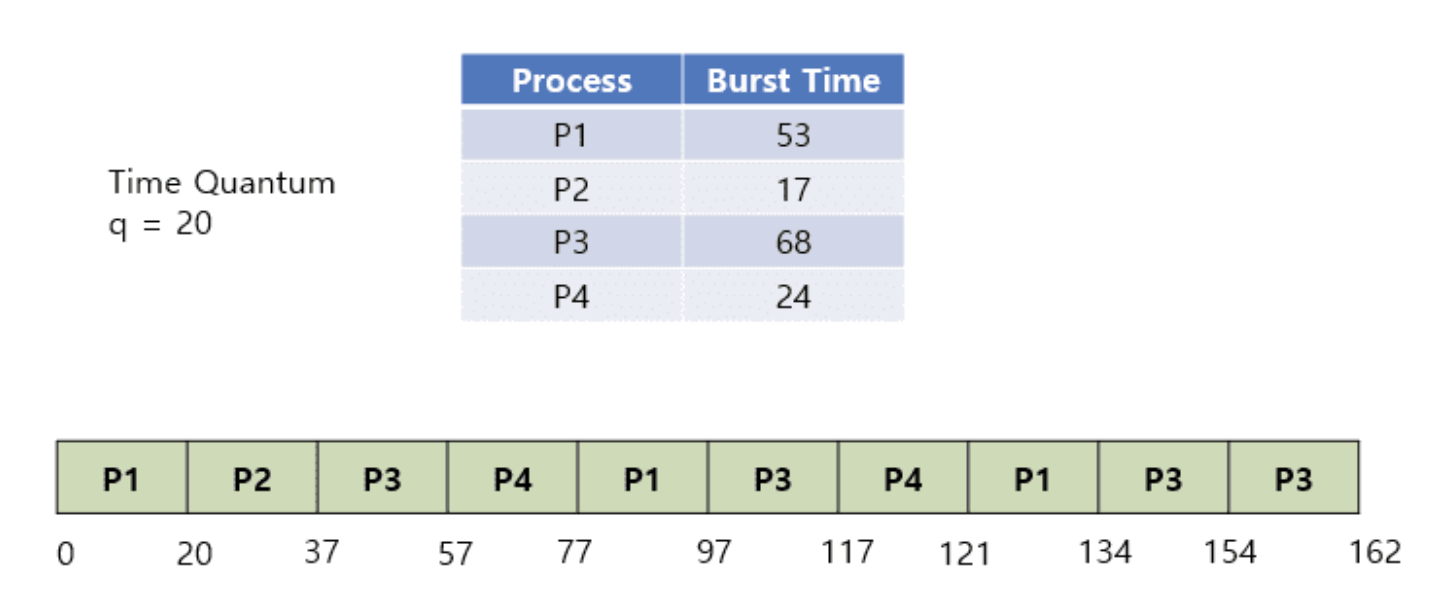 Process Burst Time
P1 53
Time Quantum
P2 17
q = 20
P3 68
P4 24
P1 P2 P3 P4 P1 P3 P4 P1 P3 P3
0 20 37 57 77 97 117 121 134 154 162